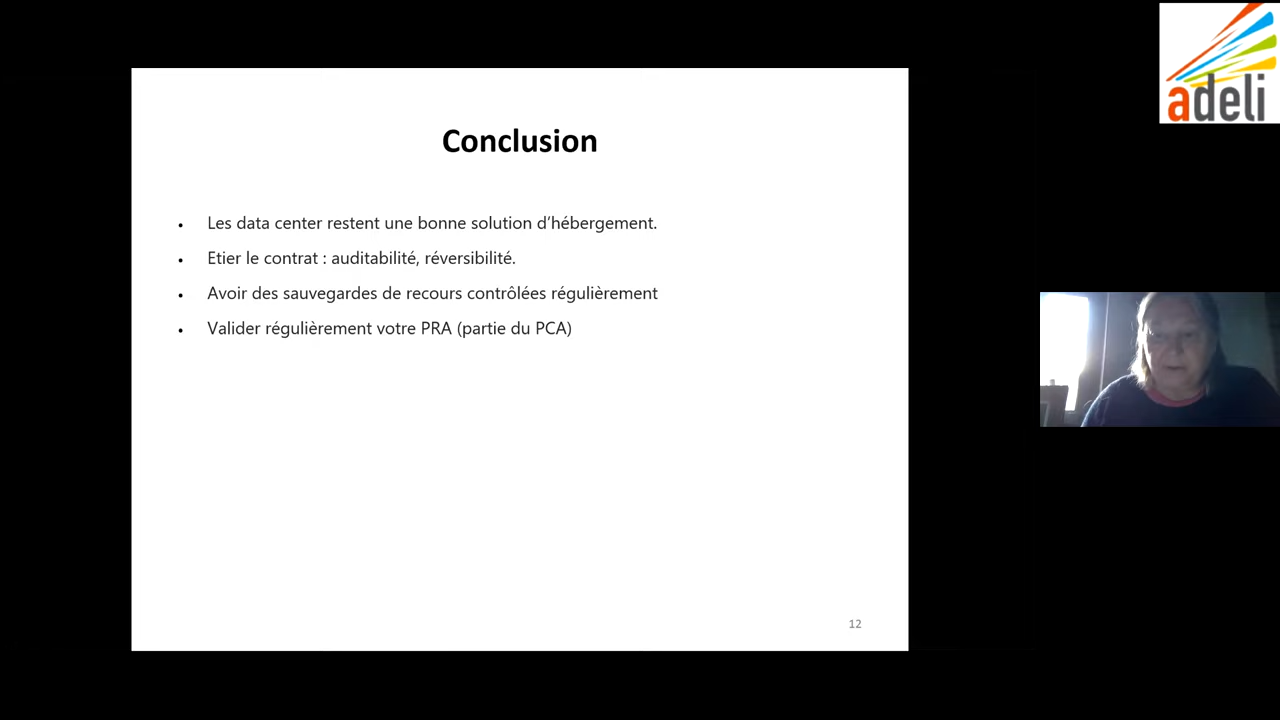 adeli
Conclusion
• Les data center restent une bonne solution d’hébergement.
• Etier le contrat : auditabilité, réversibilité.
• Avoir des sauvegardes de recours contrôlées régulièrement
• Valider régulièrement votre PRA (partie du PCA)
12